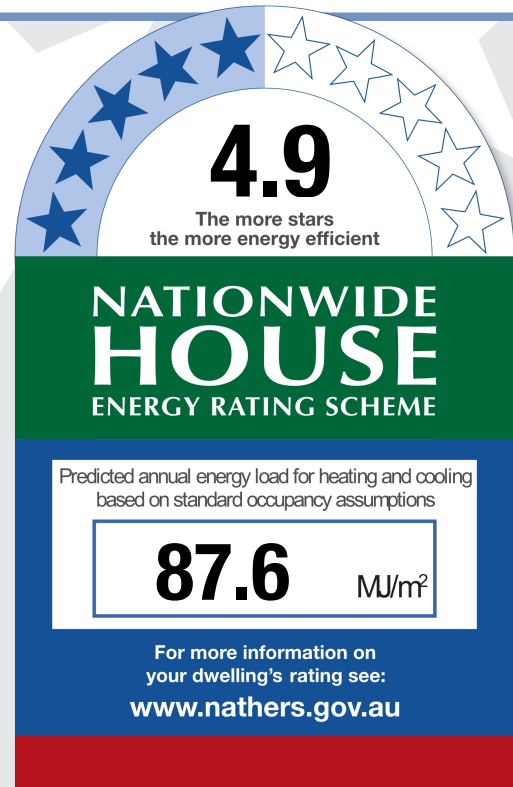 4.9
The more stars
the more energy efficient
NATIONWIDE
HOUSE
ENERGY RATING SCHEME
Predicted annual energy load for heating and cooling
based on standard occupancy assumptions
87.6 MJ/m²
For more information on
your dwelling's rating see:
www.nathers.gov.au